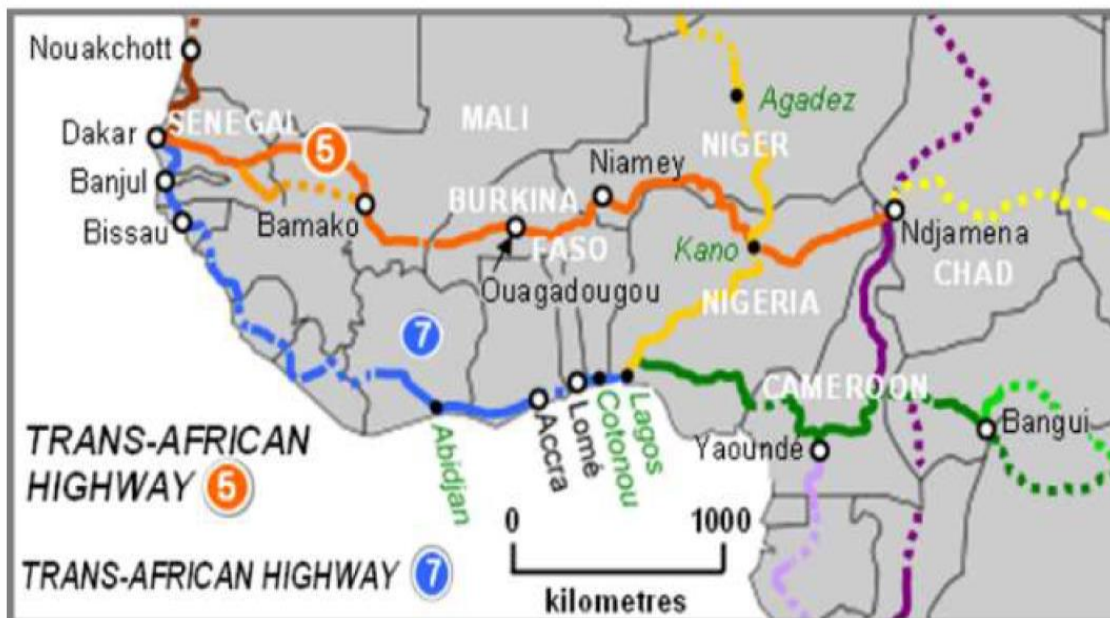 Nouakchott
Agadez
MALI
Dakar
SENEGAL
5
NIGER
Niamey
Banjul
BURKINA
Bissau
Bamako
Ndjamena
Kano
FASO
CHAD
Ouagadougou
NIGERIA
7
CAMEROON
Bangui
Yaoundé
Abidjan
Accra
Lomé
Cotonou
Lagos
TRANS-AFRICAN
HIGHWAY 5
0 1000
kilometres
TRANS-AFRICAN HIGHWAY 7